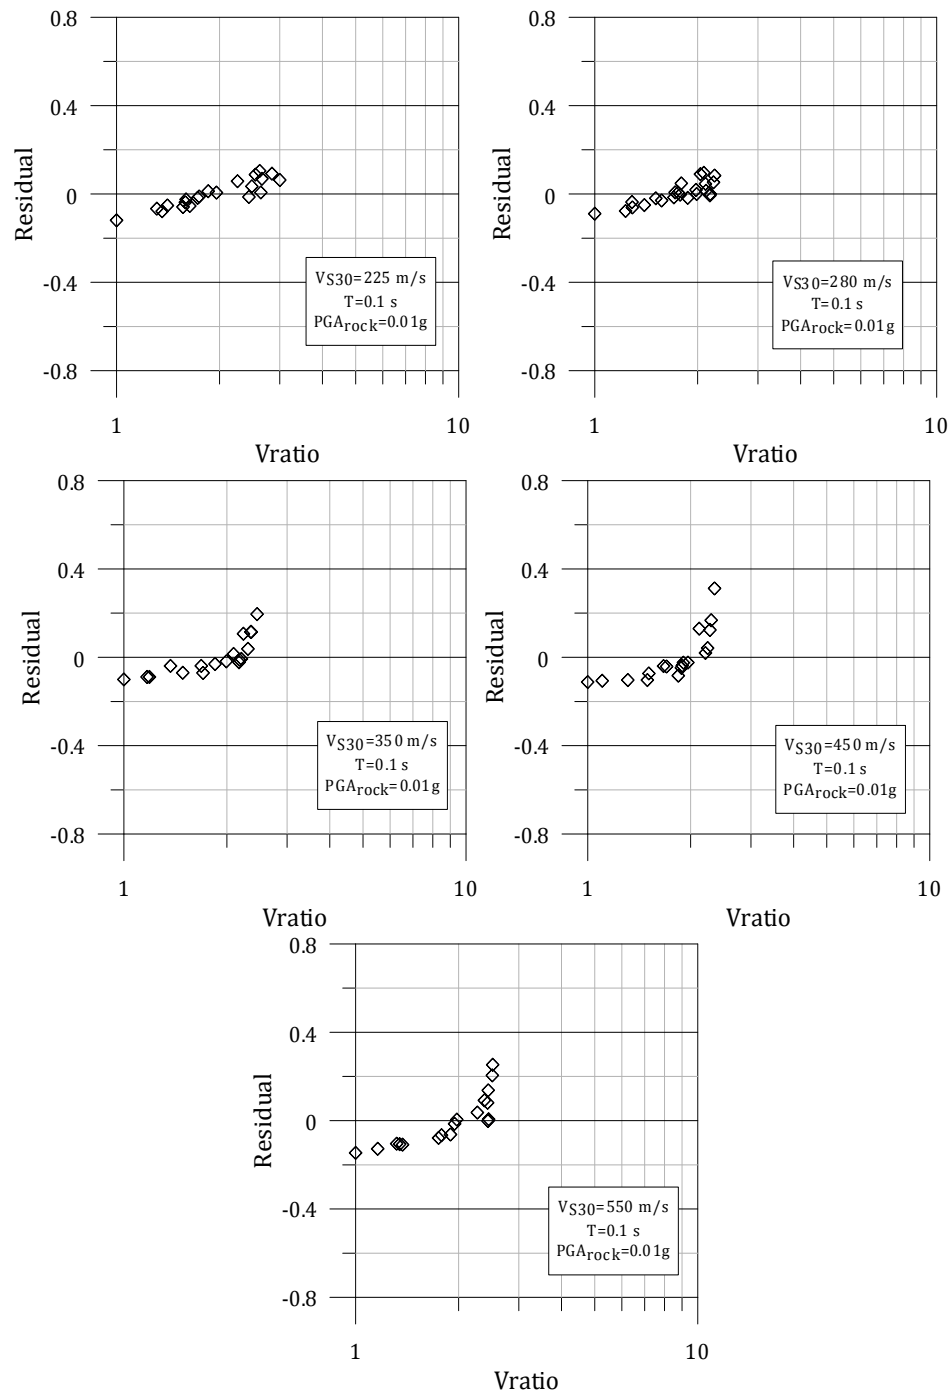 0.8
0.4
0
-0.4
-0.8
Residual
VS30=225 m/s
T=0.1 s
PGArock=0.01g
1 10
Vratio
0.8
0.4
0
-0.4
-0.8
Residual
VS30=280 m/s
T=0.1 s
PGArock=0.01g
1 10
Vratio
0.8
0.4
0
-0.4
-0.8
Residual
VS30=350 m/s
T=0.1 s
PGArock=0.01g
1 10
Vratio
0.8
0.4
0
-0.4
-0.8
Residual
VS30=450 m/s
T=0.1 s
PGArock=0.01g
1 10
Vratio
0.8
0.4
0
-0.4
-0.8
Residual
VS30=550 m/s
T=0.1 s
PGArock=0.01g
1 10
Vratio